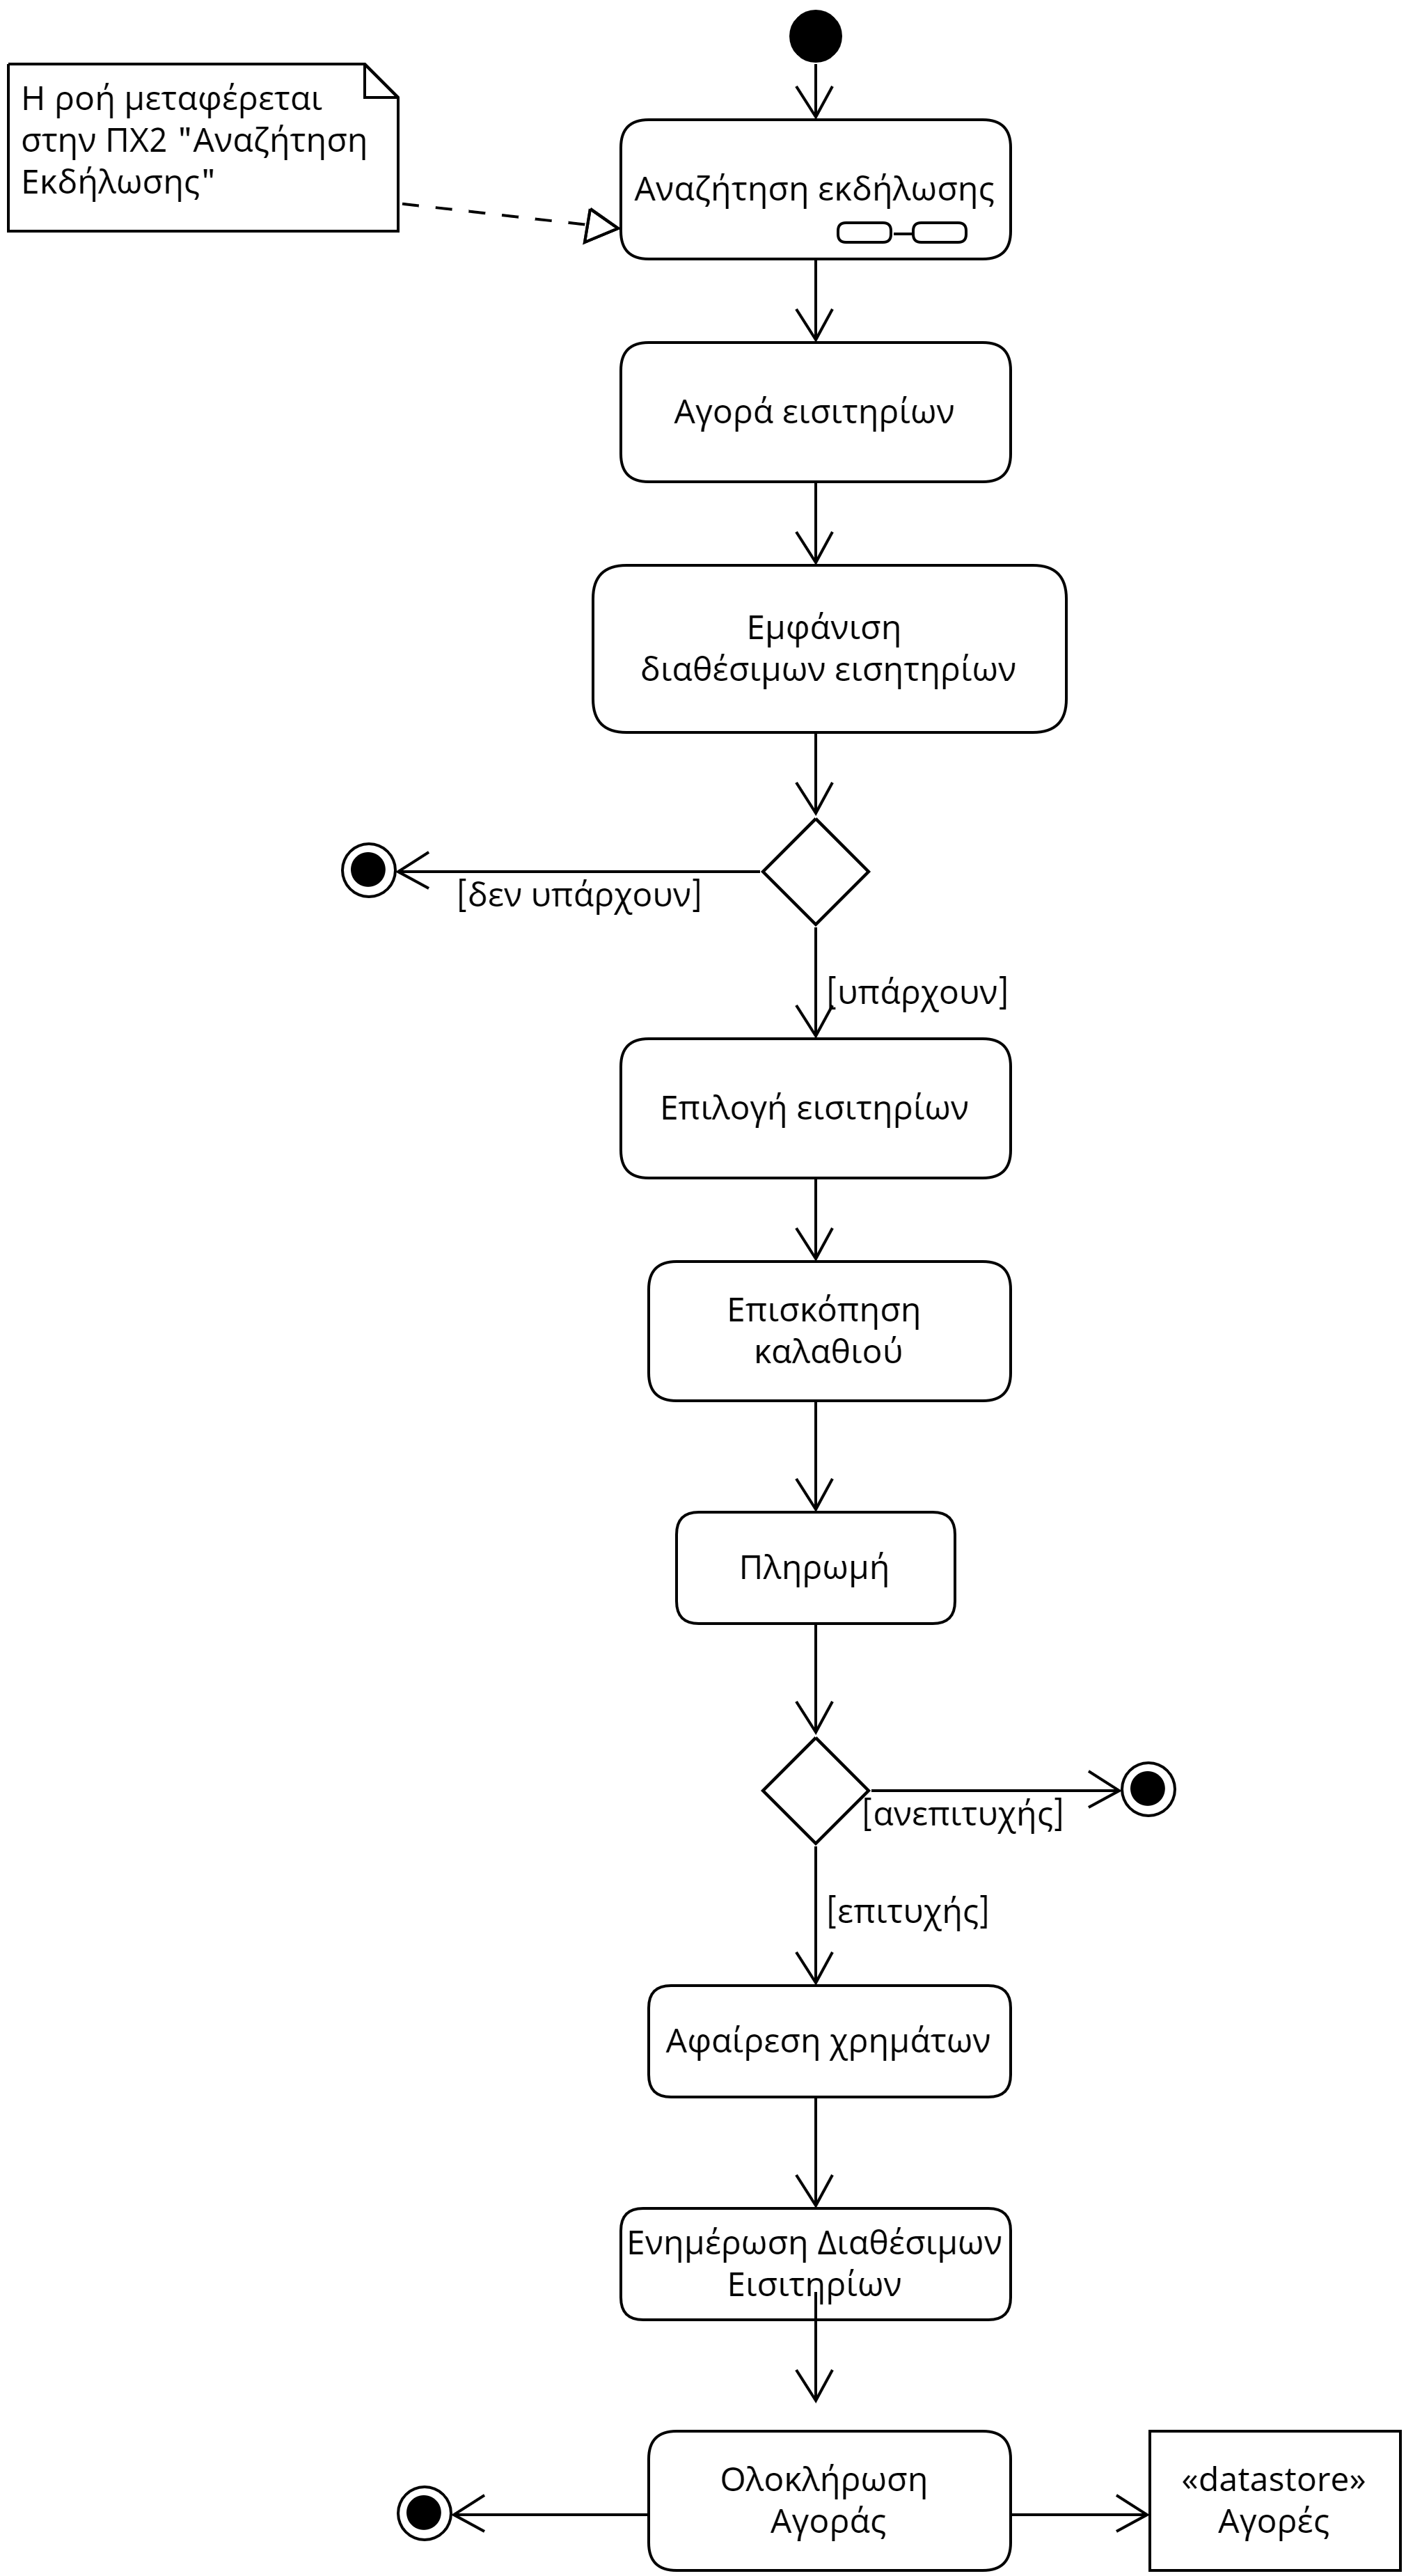 Η ροή μεταφέρεται
στην ΠΧ2 "Αναζήτηση
Εκδήλωσης"
Αναζήτηση εκδήλωσης
Αγορά εισιτηρίων
Εμφάνιση
διαθέσιμων εισητηρίων
[δεν υπάρχουν]
[υπάρχουν]
Επιλογή εισιτηρίων
Επισκόπηση
καλαθιού
Πληρωμή
[ανεπιτυχής]
[επιτυχής]
Αφαίρεση χρημάτων
Ενημέρωση Διαθέσιμων
Εισιτηρίων
Ολοκλήρωση
Αγοράς
«datastore»
Αγορές